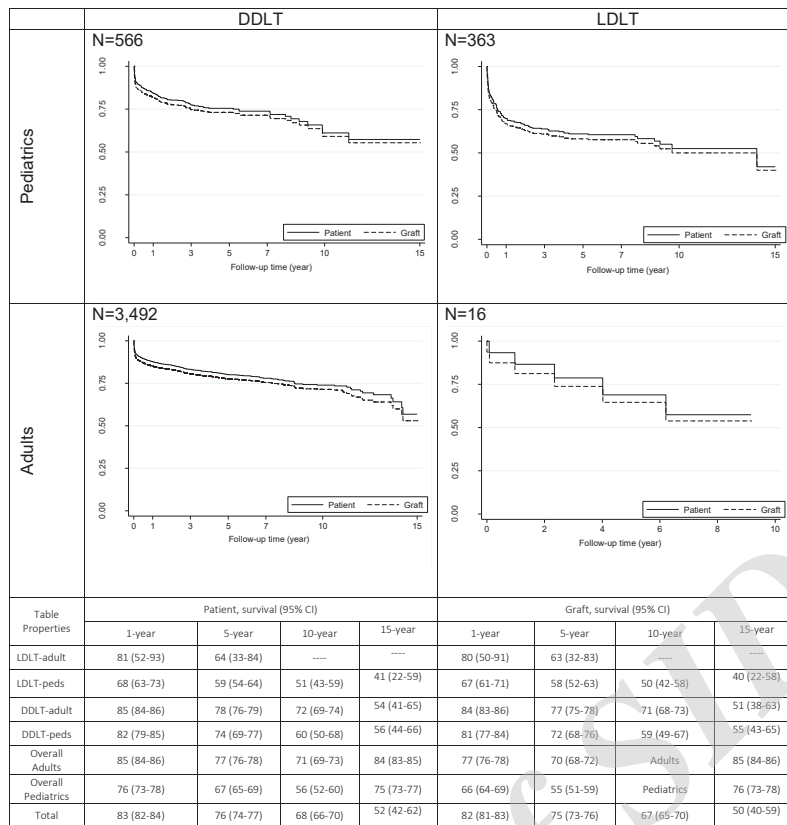 DDLT LDLT
Pediatrics
N=566
1.00
0.75
0.50
0.25
0.00
0 1 3 5 7 10 15
Follow-up time (year)
Patient Graft
N=363
1.00
0.75
0.50
0.25
0.00
0 1 3 5 7 10 15
Follow-up time (year)
Patient Graft
Adults
N=3,492
1.00
0.75
0.50
0.25
0.00
0 1 3 5 7 10 15
Follow-up time (year)
Patient Graft
N=16
1.00
0.75
0.50
0.25
0.00
0 2 4 6 8 10
Follow-up time (year)
Patient Graft
Table Properties
Patient, survival (95% CI) Graft, survival (95% CI)
1-year 5-year 10-year 15-year 1-year 5-year 10-year 15-year
LDLT-adult 81 (52-93) 64 (33-84) ---- ---- 80 (50-91) 63 (32-83) ---- ----
LDLT-peds 68 (63-73) 59 (54-64) 51 (43-59) 41 (22-59) 67 (61-71) 58 (52-63) 50 (42-58) 40 (22-58)
DDLT-adult 85 (84-86) 78 (76-79) 72 (69-74) 54 (41-65) 84 (83-86) 77 (75-78) 71 (68-73) 51 (38-63)
DDLT-peds 82 (79-85) 74 (69-77) 60 (50-68) 56 (44-66) 81 (77-84) 72 (68-76) 59 (49-67) 55 (43-65)
Overall Adults 85 (84-86) 77 (76-78) 71 (69-73) 84 (83-85) 77 (76-78) 70 (68-72) Adults 85 (84-86)
Overall Pediatrics 76 (73-78) 67 (65-69) 56 (52-60) 75 (73-77) 66 (64-69) 55 (51-59) Pediatrics 76 (73-78)
Total 83 (82-84) 76 (74-77) 68 (66-70) 52 (42-62) 82 (81-83) 75 (73-76) 67 (65-70) 50 (40-59)
f SID